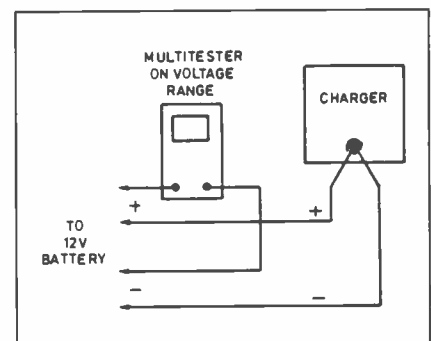 MULTITESTER
ON VOLTAGE
RANGE
CHARGER
+
+
TO
12V
BATTERY
-
-